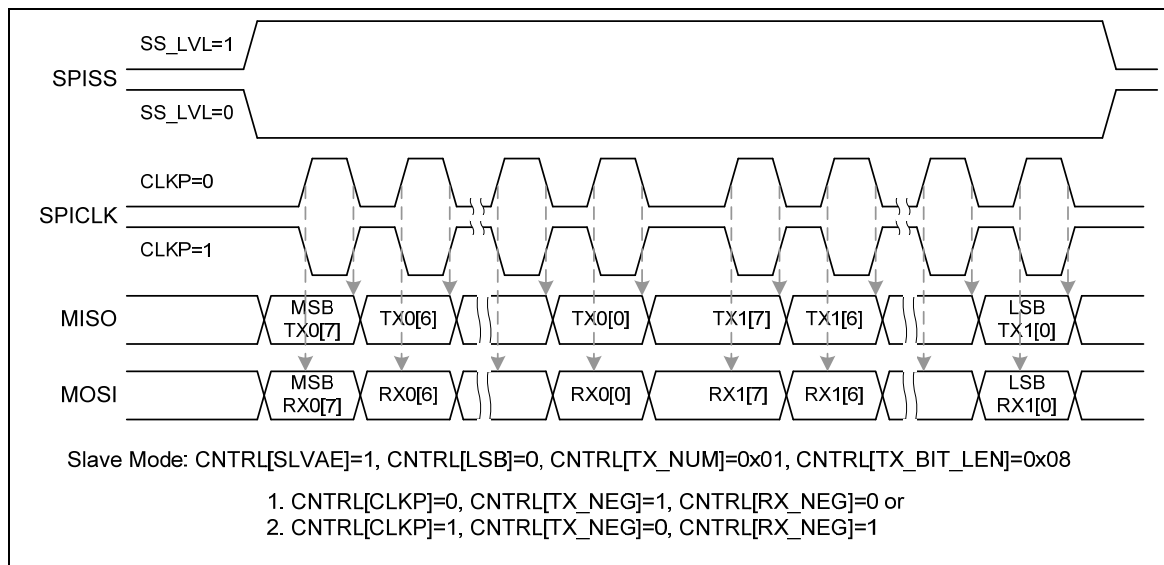 SS_LVL=1
SPISS
SS_LVL=0
CLKP=0
SPICLK
CLKP=1
MISO
MSB
TX0[7]
TX0[6]
TX0[0]
TX1[7]
TX1[6]
LSB
TX1[0]
MOSI
MSB
RX0[7]
RX0[6]
RX0[0]
RX1[7]
RX1[6]
LSB
RX1[0]
Slave Mode: CNTRL[SLVAE]=1, CNTRL[LSB]=0, CNTRL[TX_NUM]=0x01, CNTRL[TX_BIT_LEN]=0x08
1. CNTRL[CLKP]=0, CNTRL[TX_NEG]=1, CNTRL[RX_NEG]=0 or
2. CNTRL[CLKP]=1, CNTRL[TX_NEG]=0, CNTRL[RX_NEG]=1